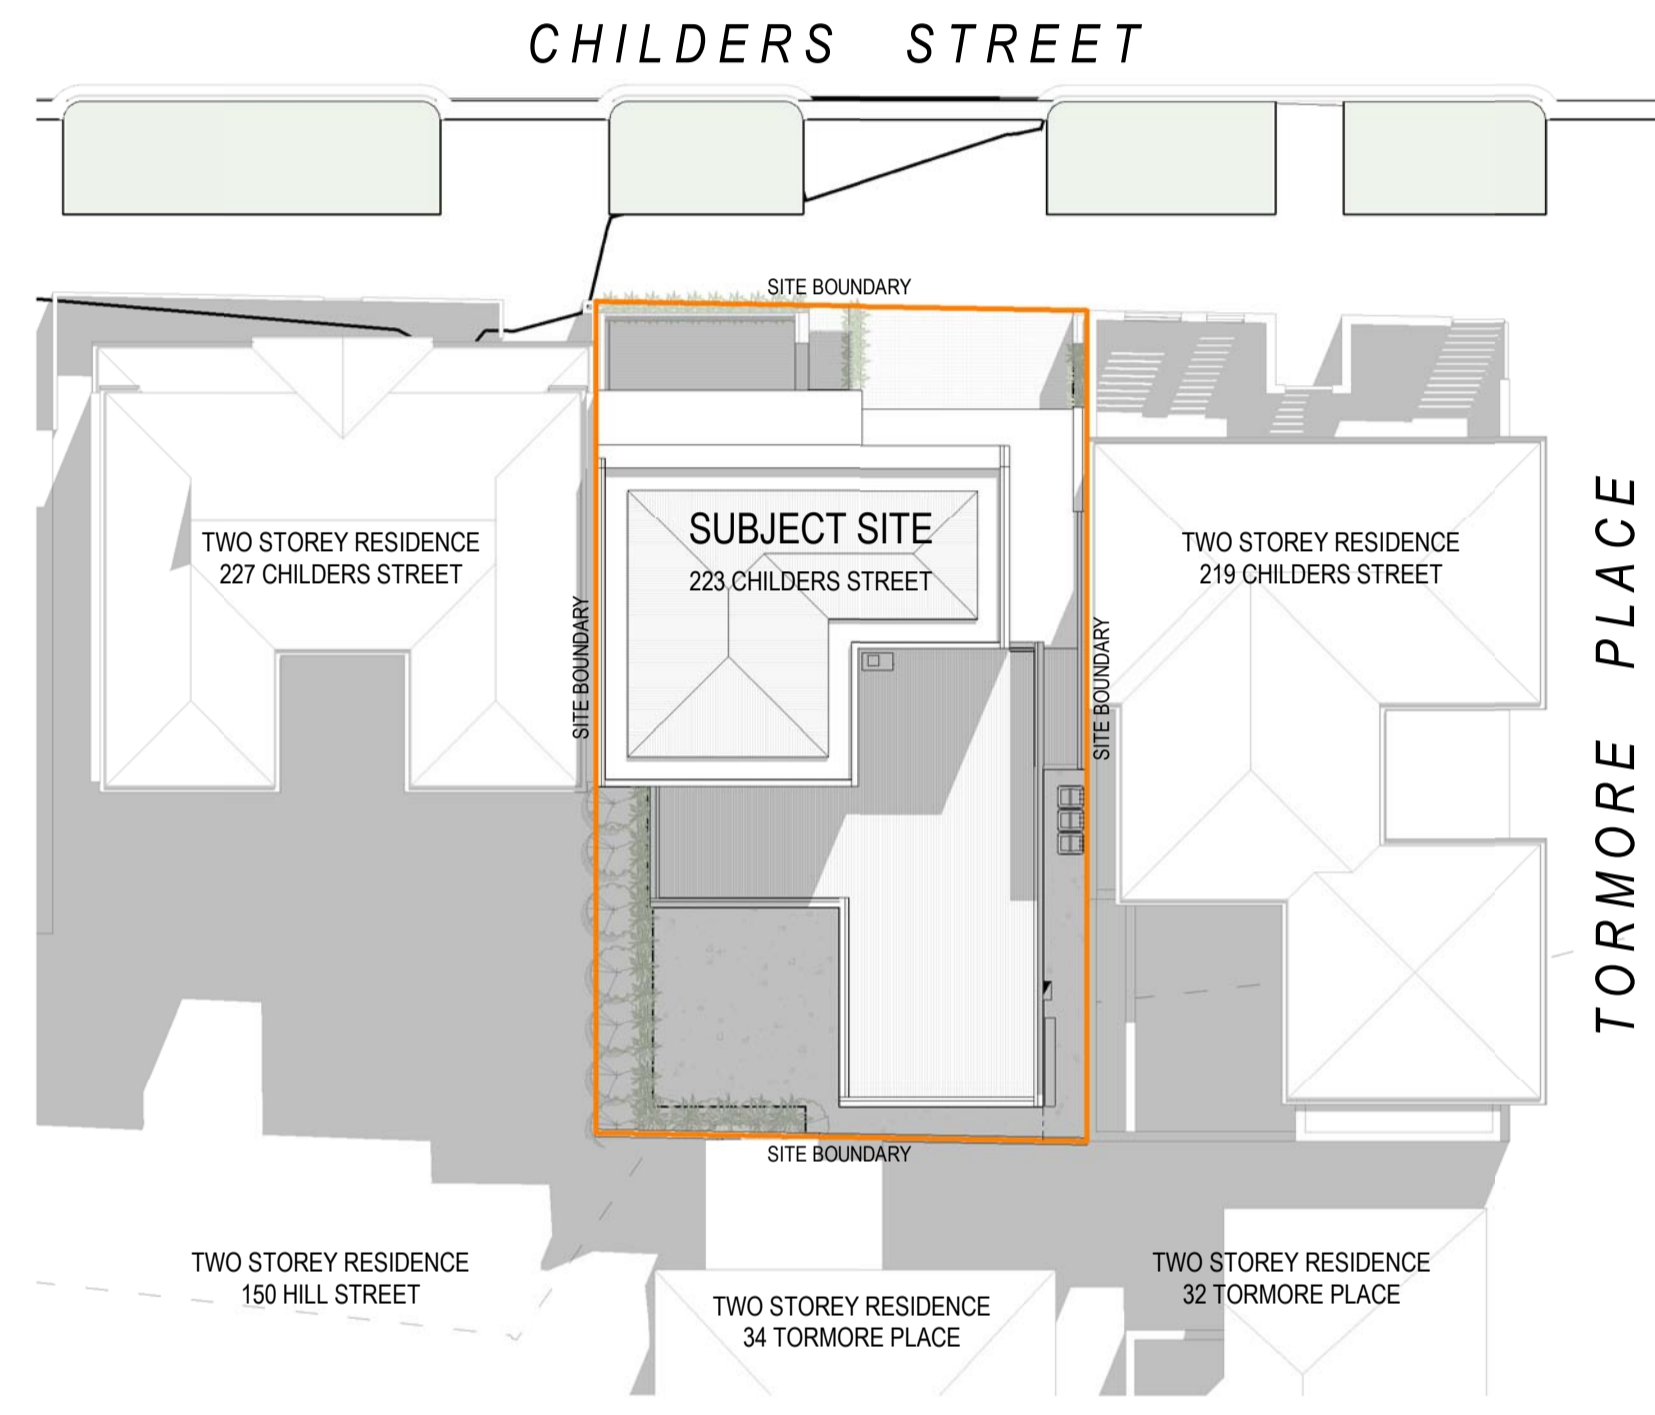 CHILDERS STREET
SITE BOUNDARY
SUBJECT SITE
223 CHILDERS STREET
TWO STOREY RESIDENCE
227 CHILDERS STREET
TWO STOREY RESIDENCE
219 CHILDERS STREET
TORMORE PLACE
SITE BOUNDARY
SITE BOUNDARY
SITE BOUNDARY
TWO STOREY RESIDENCE
150 HILL STREET
TWO STOREY RESIDENCE
34 TORMORE PLACE
TWO STOREY RESIDENCE
32 TORMORE PLACE